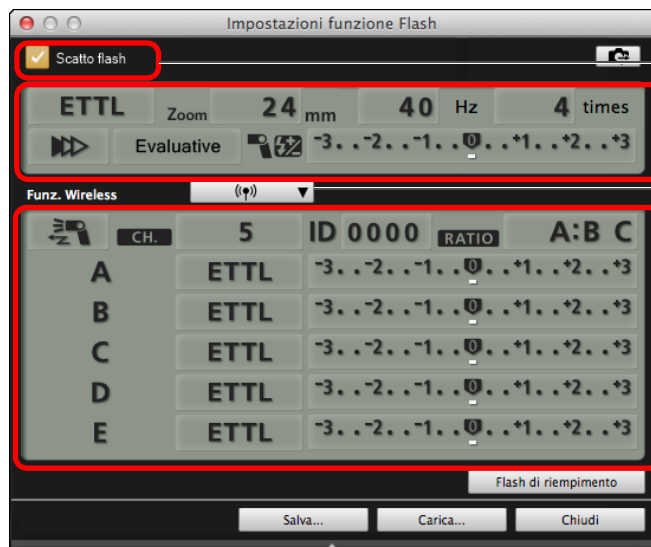 Impostazioni funzione Flash
Scatto flash
ETTL Zoom 24 mm 40 Hz 4 times
Evaluative -3..-2..-1..0..+1..+2..+3
Funz. Wireless
CH. 5 ID 0000 RATIO A:B C
A ETTL -3..-2..-1..0..+1..+2..+3
B ETTL -3..-2..-1..0..+1..+2..+3
C ETTL -3..-2..-1..0..+1..+2..+3
D ETTL -3..-2..-1..0..+1..+2..+3
E ETTL -3..-2..-1..0..+1..+2..+3
Flash di riempimento
Salva... Carica... Chiudi